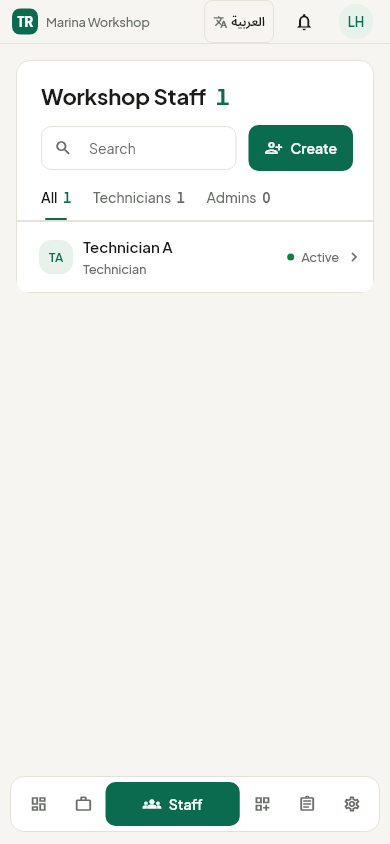 TR Marina Workshop العربية LH
Workshop Staff 1
Search Create
All 1 Technicians 1 Admins 0
TA Technician A Active
Technician
Staff